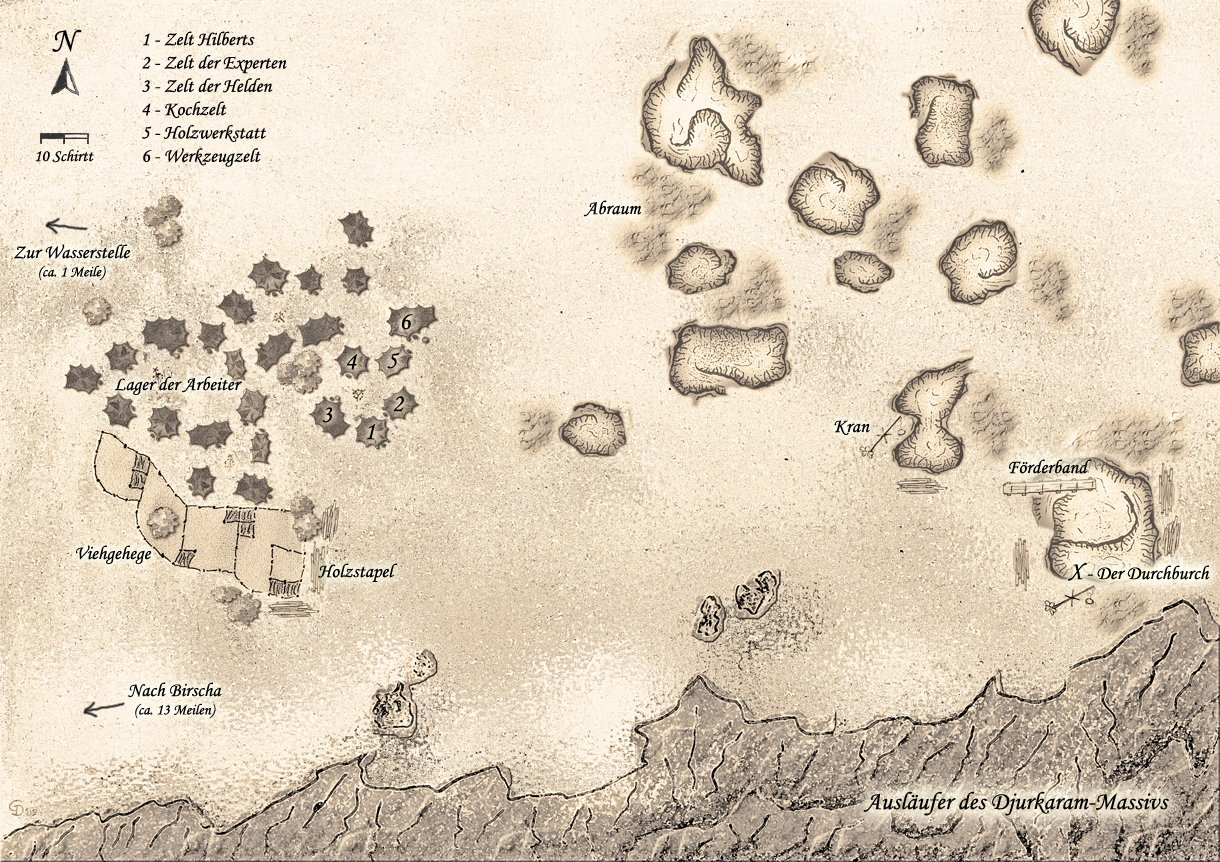 N
1 - Zelt Hilberts
2 - Zelt der Experten
3 - Zelt der Helden
4 - Kochzelt
5 - Holzwerkstatt
6 - Werkzeugzelt
10 Schirtt
Abraum
Zur Wasserstelle
(ca. 1 Meile)
6
4
5
Lager der Arbeiter
3
2
1
Kran
Förderband
Viehgehege
Holzstapel
X - Der Durchburch
Nach Birscha
(ca. 13 Meilen)
Ausläufer des Djurkaram-Massivs